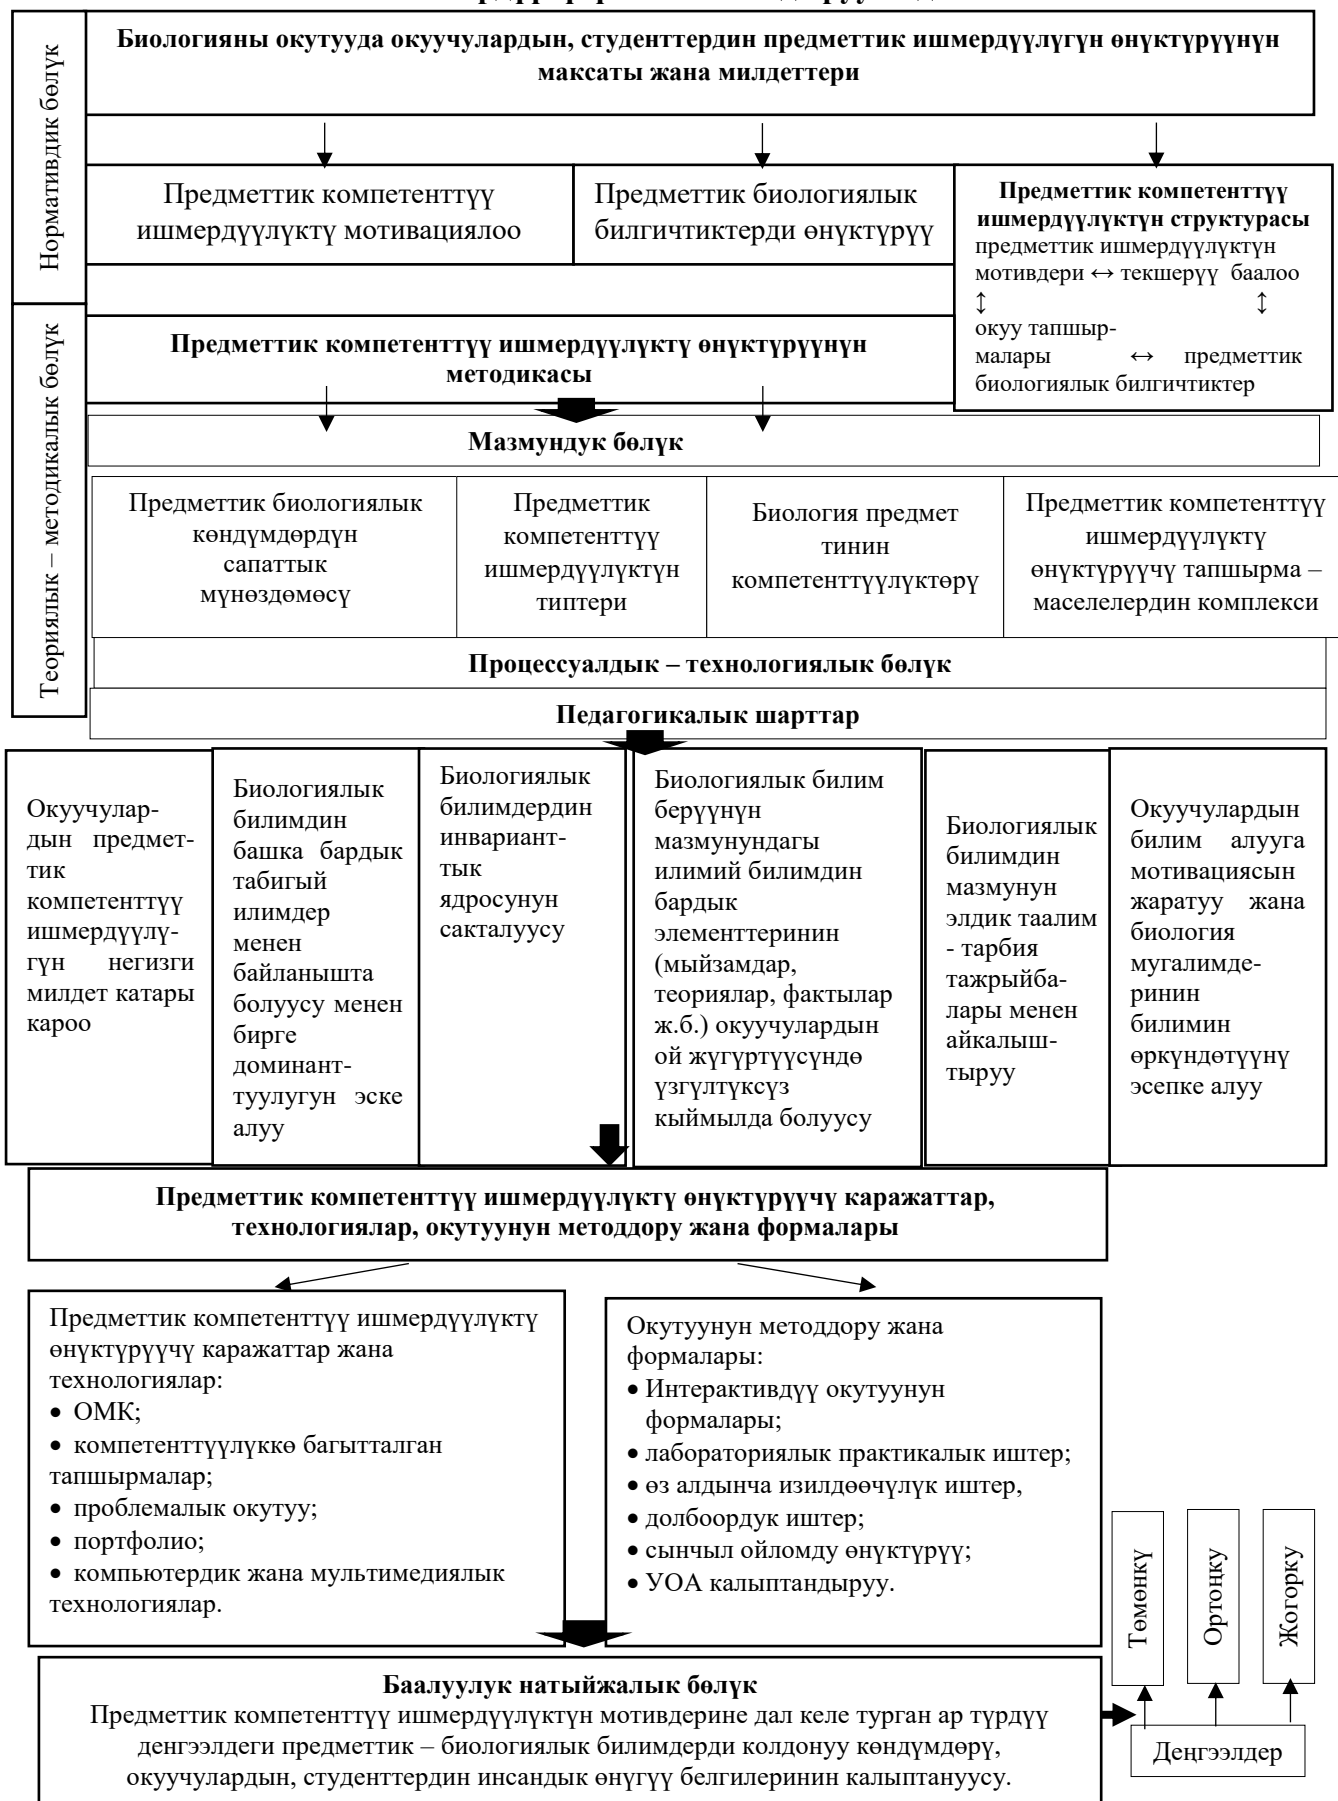 Биологияны окутууда окуучулардын, студенттердин предметтик ишмердүүлүгүн өнүктүрүүнүн
максаты жана милдеттери
Нормативдик бөлүк
Предметтик компетенттүү
ишмердүүлүктү мотивациялоо
Предметтик биологиялык
билгичтиктерди өнүктүрүү
Предметтик компетенттүү
ишмердүүлүктүн структурасы
предметтик ишмердүүлүктүн
мотивдери ↔ текшерүү баалоо
↕ ↕
окуу тапшыр-
малары ↔ предметтик
биологиялык билгичтиктер
Теориялык – методикалык бөлүк
Предметтик компетенттүү ишмердүүлүктү өнүктүрүүнүн
методикасы
Мазмундук бөлүк
Предметтик биологиялык
көндүмдөрдүн
сапаттык
мүнөздөмөсү
Предметтик
компетенттүү
ишмердүүлүктүн
типтери
Биология предмет
тинин
компетенттүүлүктөрү
Предметтик компетенттүү
ишмердүүлүктү
өнүктүрүүчү тапшырма –
маселелердин комплекси
Процессуалдык – технологиялык бөлүк
Педагогикалык шарттар
Окуучулар-
дын предмет-
тик
компетенттүү
ишмердүүлү-
гүн негизги
милдет катары
кароо
Биологиялык
билимдин
башка бардык
табигый
илимдер
менен
байланышта
болуусу менен
бирге
доминант-
туулугун эске
алуу
Биологиялык
билимдердин
инвариант-
тык
ядросунун
сакталуусу
Биологиялык билим
берүүнүн
мазмунундагы
илимий билимдин
бардык
элементтеринин
(мыйзамдар,
теориялар, фактылар
ж.б.) окуучулардын
ой жүгүртүүсүндө
үзгүлтүксүз
кыймылда болуусу
Биологиялык
билимдин
мазмунун
элдик таалим
- тарбия
тажрыйба-
лары менен
айкалыш-
тыруу
Окуучулардын
билим алууга
мотивациясын
жаратуу жана
биология
мугалимде-
ринин
билимин
өркүндөтүүнү
эсепке алуу
Предметтик компетенттүү ишмердүүлүктү өнүктүрүүчү каражаттар,
технологиялар, окутуунун методдору жана формалары
Предметтик компетенттүү ишмердүүлүктү
өнүктүрүүчү каражаттар жана
технологиялар:
• ОМК;
• компетенттүүлүккө багытталган
тапшырмалар;
• проблемалык окутуу;
• портфолио;
• компьютердик жана мультимедиялык
технологиялар.
Окутуунун методдору жана
формалары:
• Интерактивдүү окутуунун
формалары;
• лабораториялык практикалык иштер;
• өз алдынча изилдөөчүлүк иштер,
• долбоордук иштер;
• сынчыл ойломду өнүктүрүү;
• УОА калыптандыруу.
Төмөнкү
Ортоңку
Жогорку
Деңгээлдер
Баалуулук натыйжалык бөлүк
Предметтик компетенттүү ишмердүүлүктүн мотивдерине дал келе турган ар түрдүү
денгээлдеги предметтик – биологиялык билимдерди колдонуу көндүмдөрү,
окуучулардын, студенттердин инсандык өнүгүү белгилеринин калыптануусу.